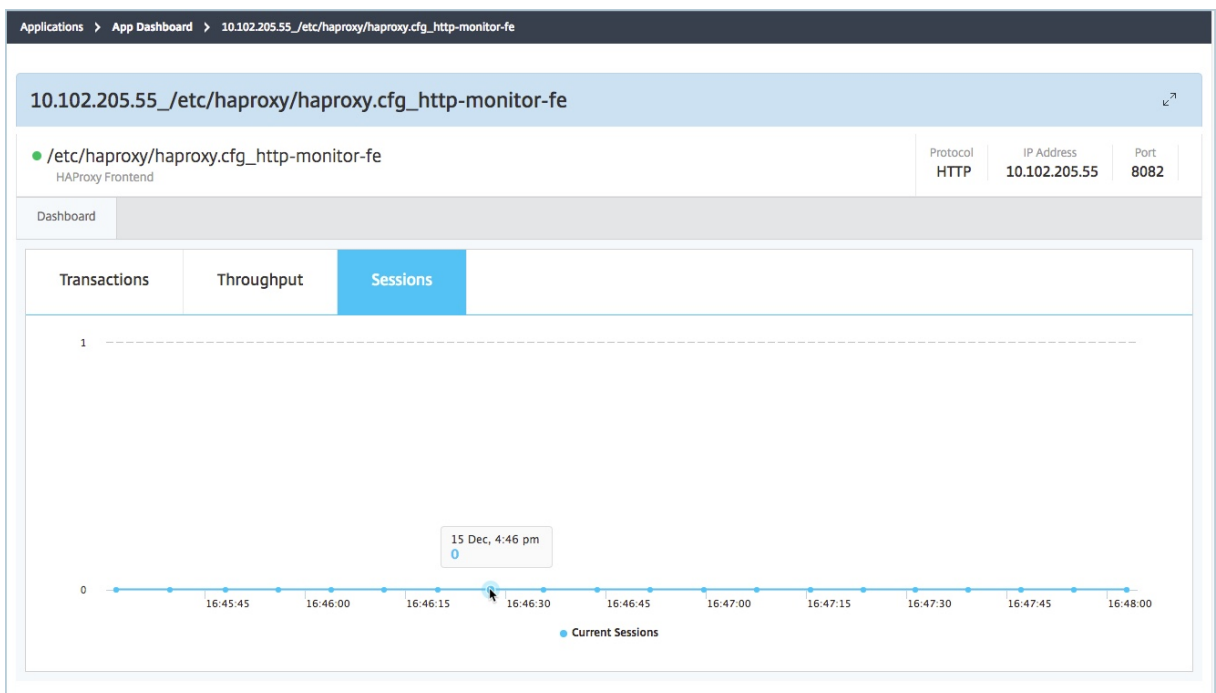 Applications > App Dashboard > 10.102.205.55_/etc/haproxy/haproxy.cfg_http-monitor-fe
10.102.205.55_/etc/haproxy/haproxy.cfg_http-monitor-fe
/etc/haproxy/haproxy.cfg_http-monitor-fe
HAProxy Frontend
Protocol IP Address Port
HTTP 10.102.205.55 8082
Dashboard
Transactions Throughput Sessions
1
15 Dec, 4:46 pm
0
0
16:45:45 16:46:00 16:46:15 16:46:30 16:46:45 16:47:00 16:47:15 16:47:30 16:47:45 16:48:00
Current Sessions